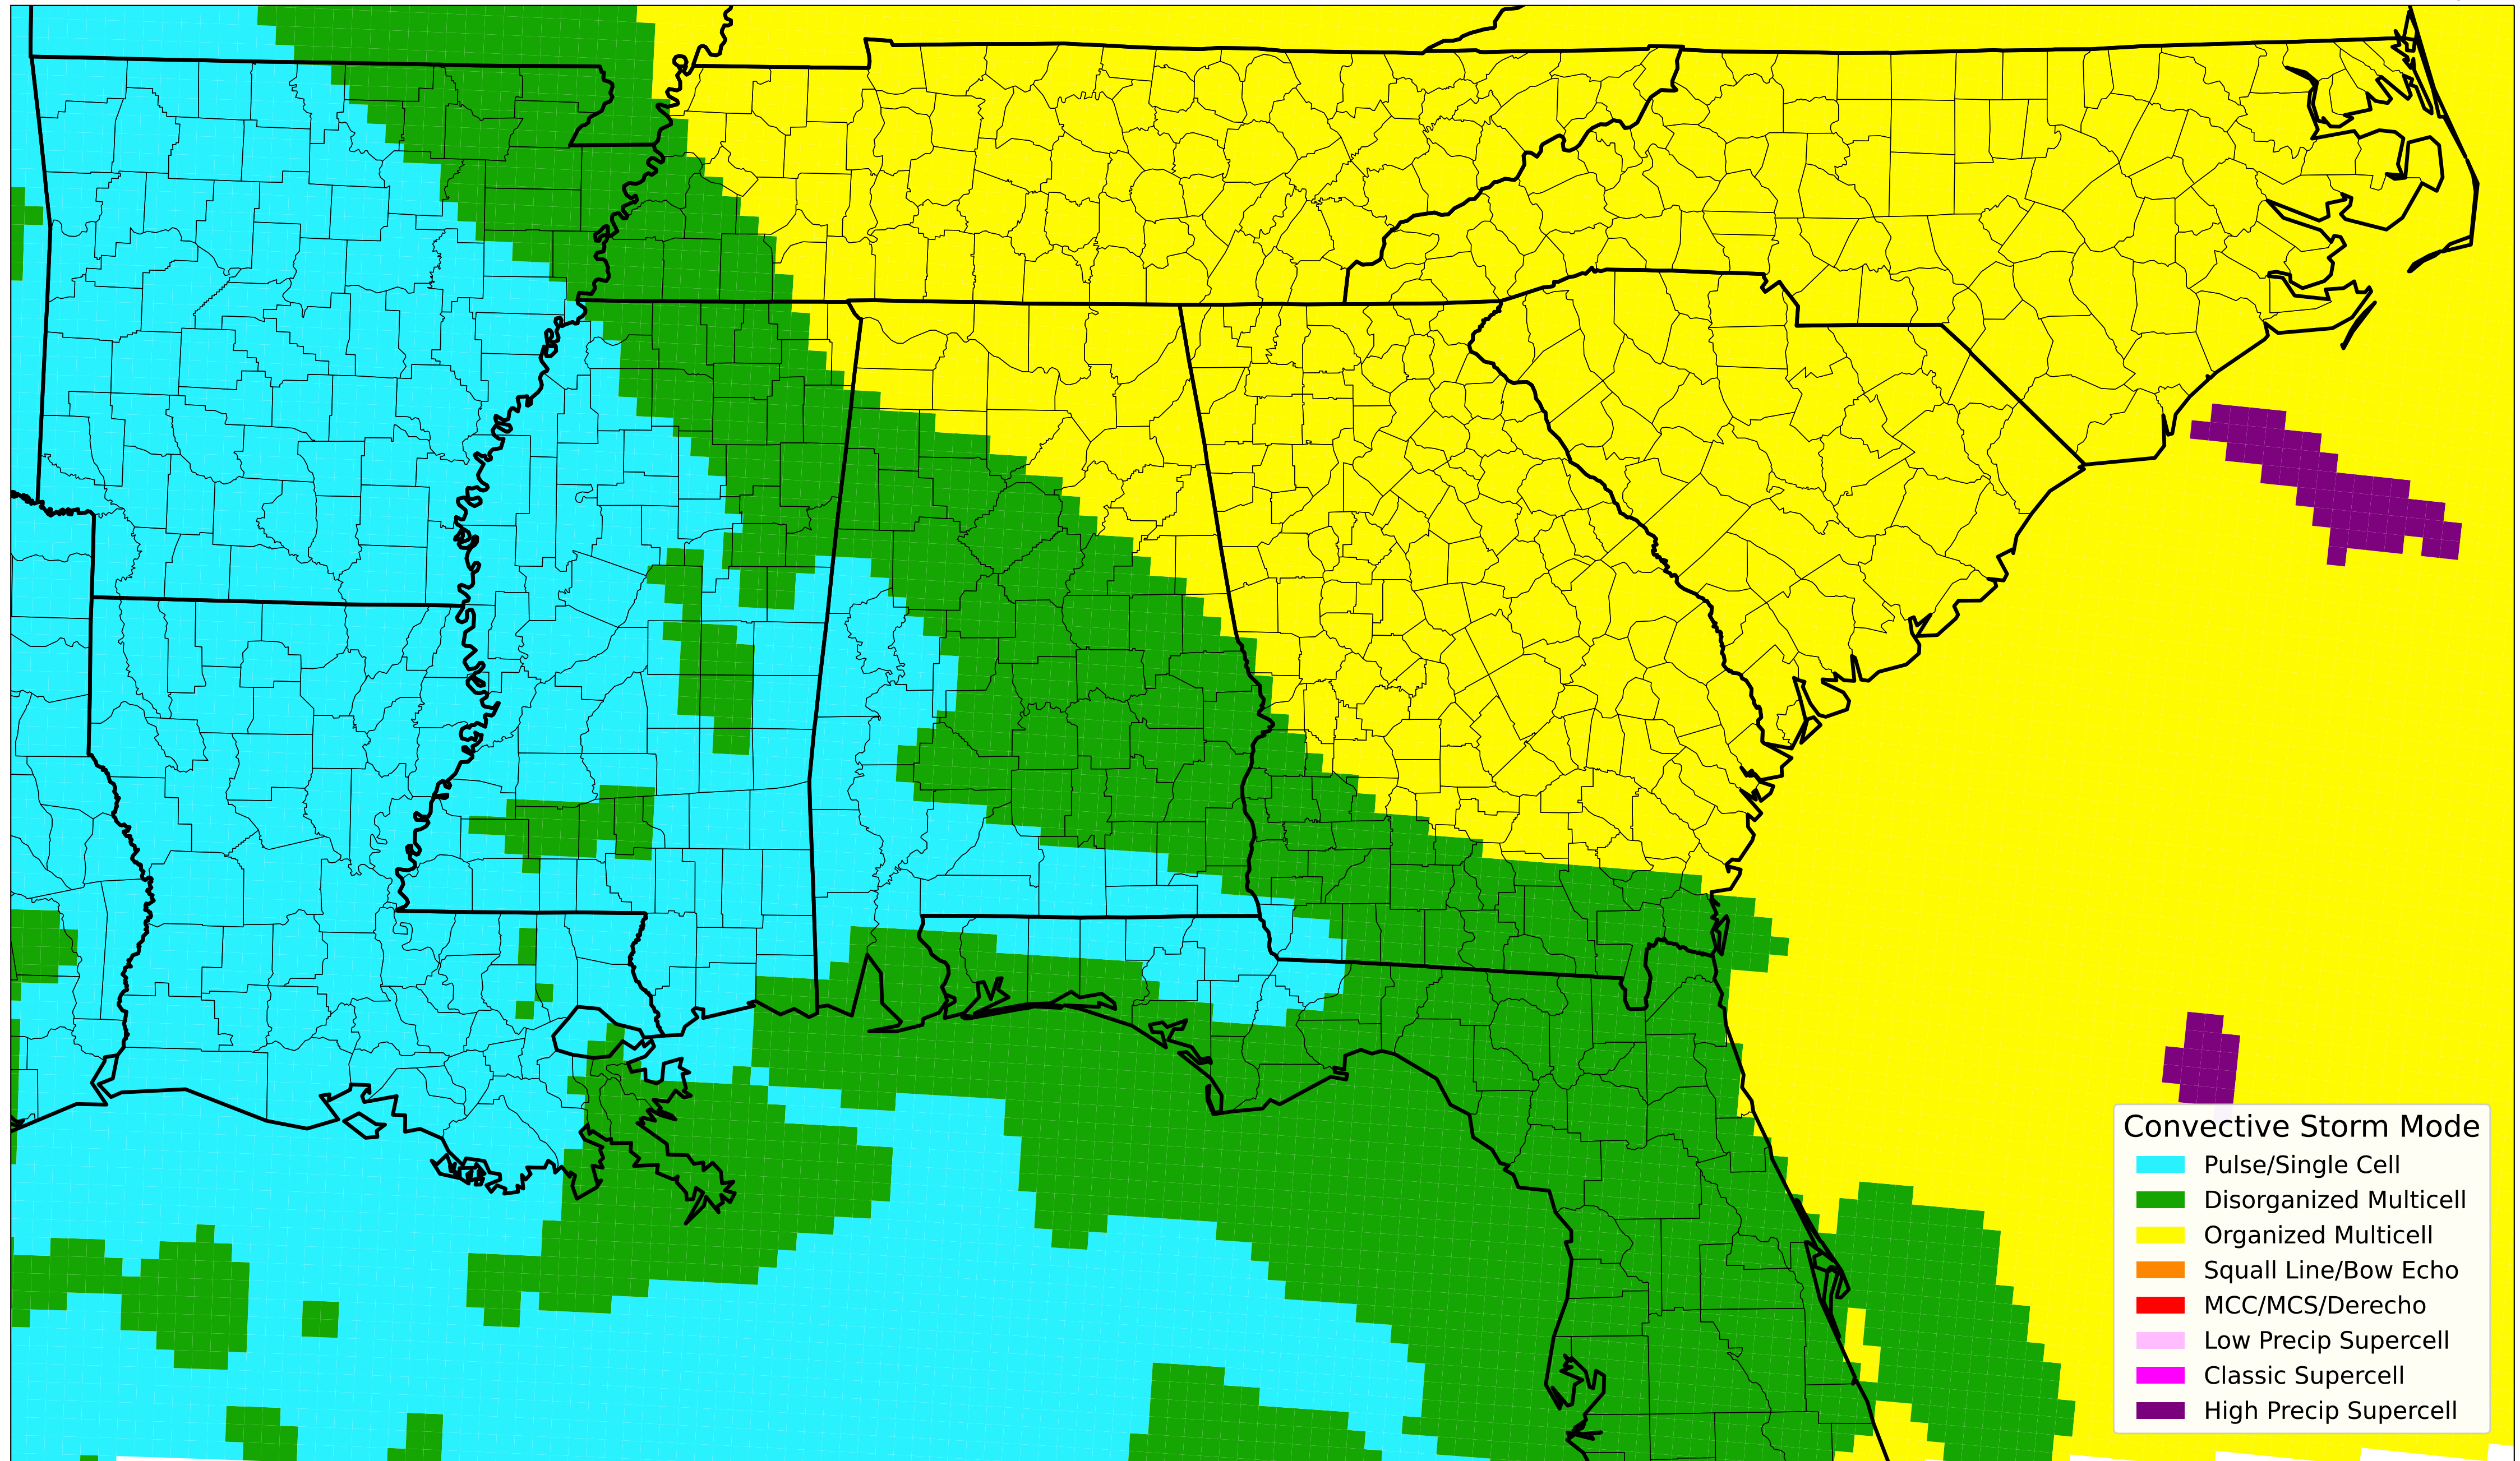 Convective Storm Mode
Pulse/Single Cell
Disorganized Multicell
Organized Multicell
Squall Line/Bow Echo
MCC/MCS/Derecho
Low Precip Supercell
Classic Supercell
High Precip Supercell